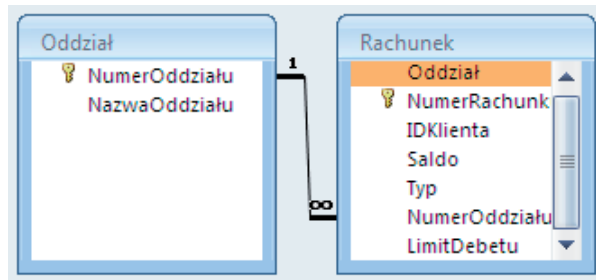 Oddział
NumerOddziału
NazwaOddziału
1
∞
Rachunek
Oddział
NumerRachunk
IDKlienta
Saldo
Typ
NumerOddziału
LimitDebetu